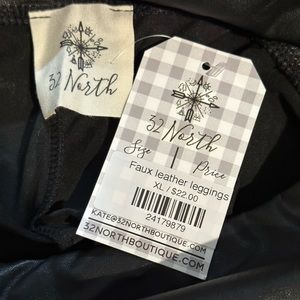 32 North
32 North
Size | Price
Faux leather leggings
XL / $22.00
24179879
KATE@32NORTHBOUTIQUE.COM
32NORTHBOUTIQUE.COM